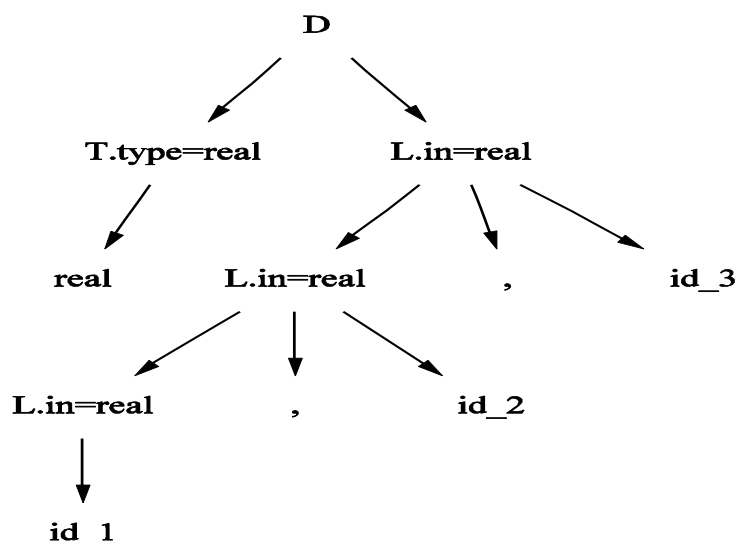 D
T.type=real L.in=real
real L.in=real , id_3
L.in=real , id_2
id_1